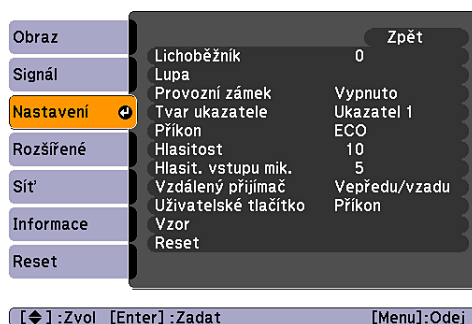 Obraz
Signál
Nastavení
Rozšířené
Síť
Informace
Reset
Zpět
Lichoběžník 0
Lupa
Provozní zámek Vypnuto
Tvar ukazatele Ukazatel 1
Příkon ECO
Hlasitost 10
Hlasit. vstupu mik. 5
Vzdálený přijímač Vepředu/vzadu
Uživatelské tlačítko Příkon
Vzor
Reset
[◆] :Zvol [Enter] :Zadat [Menu]:Odej